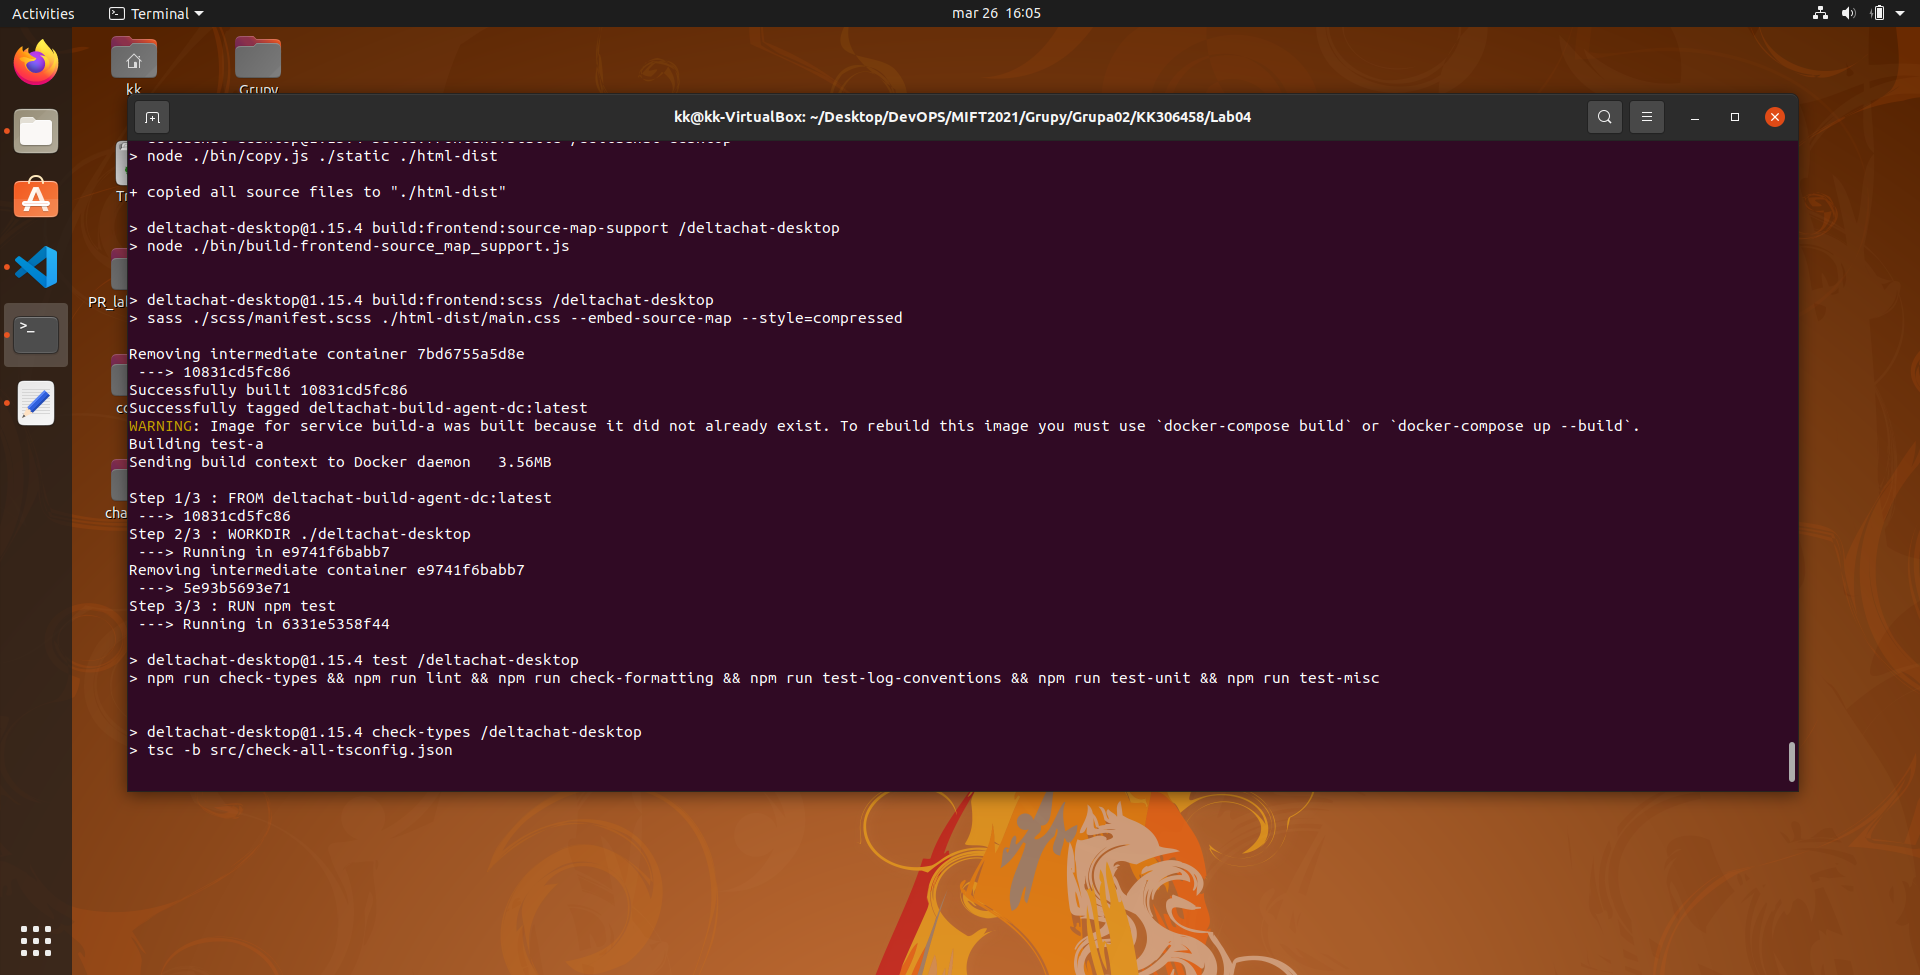 Activities
Terminal
mar 26 16:05
kk
Grupy
kk@kk-VirtualBox: ~/Desktop/DevOPS/MIFT2021/Grupy/Grupa02/KK306458/Lab04
> node ./bin/copy.js ./static ./html-dist
+ copied all source files to "./html-dist"
> deltachat-desktop@1.15.4 build:frontend:source-map-support /deltachat-desktop
> node ./bin/build-frontend-source_map_support.js
> deltachat-desktop@1.15.4 build:frontend:scss /deltachat-desktop
PR_la
> sass ./scss/manifest.scss ./html-dist/main.css --embed-source-map --style=compressed
Removing intermediate container 7bd6755a5d8e
---> 10831cd5fc86
Successfully built 10831cd5fc86
Successfully tagged deltachat-build-agent-dc:latest
WARNING: Image for service build-a was built because it did not already exist. To rebuild this image you must use `docker-compose build` or `docker-compose up --build`.
Building test-a
Sending build context to Docker daemon 3.56MB
Step 1/3 : FROM deltachat-build-agent-dc:latest
cha
---> 10831cd5fc86
Step 2/3 : WORKDIR ./deltachat-desktop
---> Running in e9741f6babb7
Removing intermediate container e9741f6babb7
---> 5e93b5693e71
Step 3/3 : RUN npm test
---> Running in 6331e5358f44
> deltachat-desktop@1.15.4 test /deltachat-desktop
> npm run check-types && npm run lint && npm run check-formatting && npm run test-log-conventions && npm run test-unit && npm run test-misc
> deltachat-desktop@1.15.4 check-types /deltachat-desktop
> tsc -b src/check-all-tsconfig.json